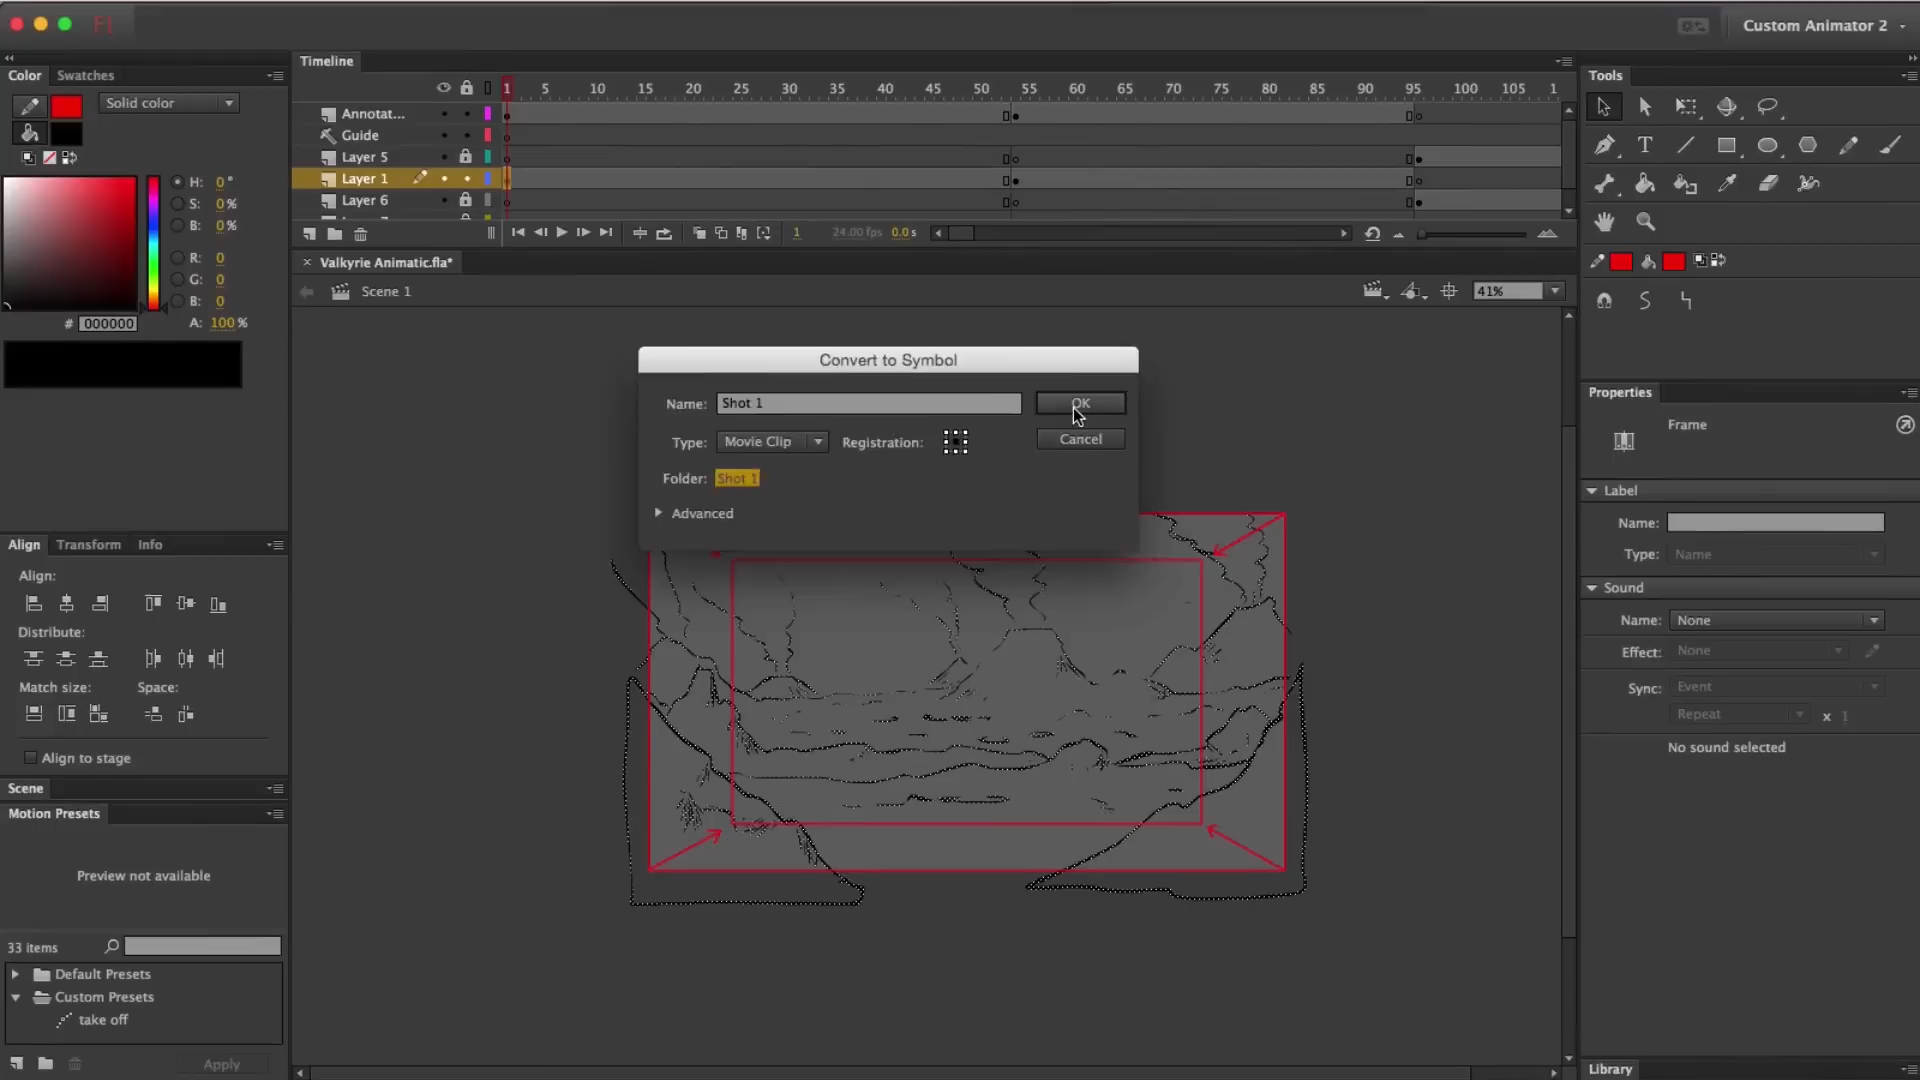 Fl
Custom Animator 2
Color
Swatches
Solid color
H: 0 °
S: 0 %
B: 0 %
R: 0
G: 0
B: 0
# 000000
A: 100 %
Timeline
1 5 10 15 20 25 30 35 40 45 50 55 60 65 70 75 80 85 90 95 100 105 1
Annotat...
Guide
Layer 5
Layer 1
Layer 6
1 24.00 fps 0.0 s
Valkyrie Animatic.fla*
Scene 1
41%
Convert to Symbol
Name: Shot 1
OK
Type: Movie Clip
Registration:
Cancel
Folder: Shot 1
Advanced
Align
Transform
Info
Align:
Distribute:
Match size:
Space:
Align to stage
Scene
Motion Presets
Preview not available
33 items
Default Presets
Custom Presets
take off
Apply
Tools
T
Properties
Frame
Label
Name:
Type: Name
Sound
Name: None
Effect: None
Sync: Event
Repeat x 1
No sound selected
Library